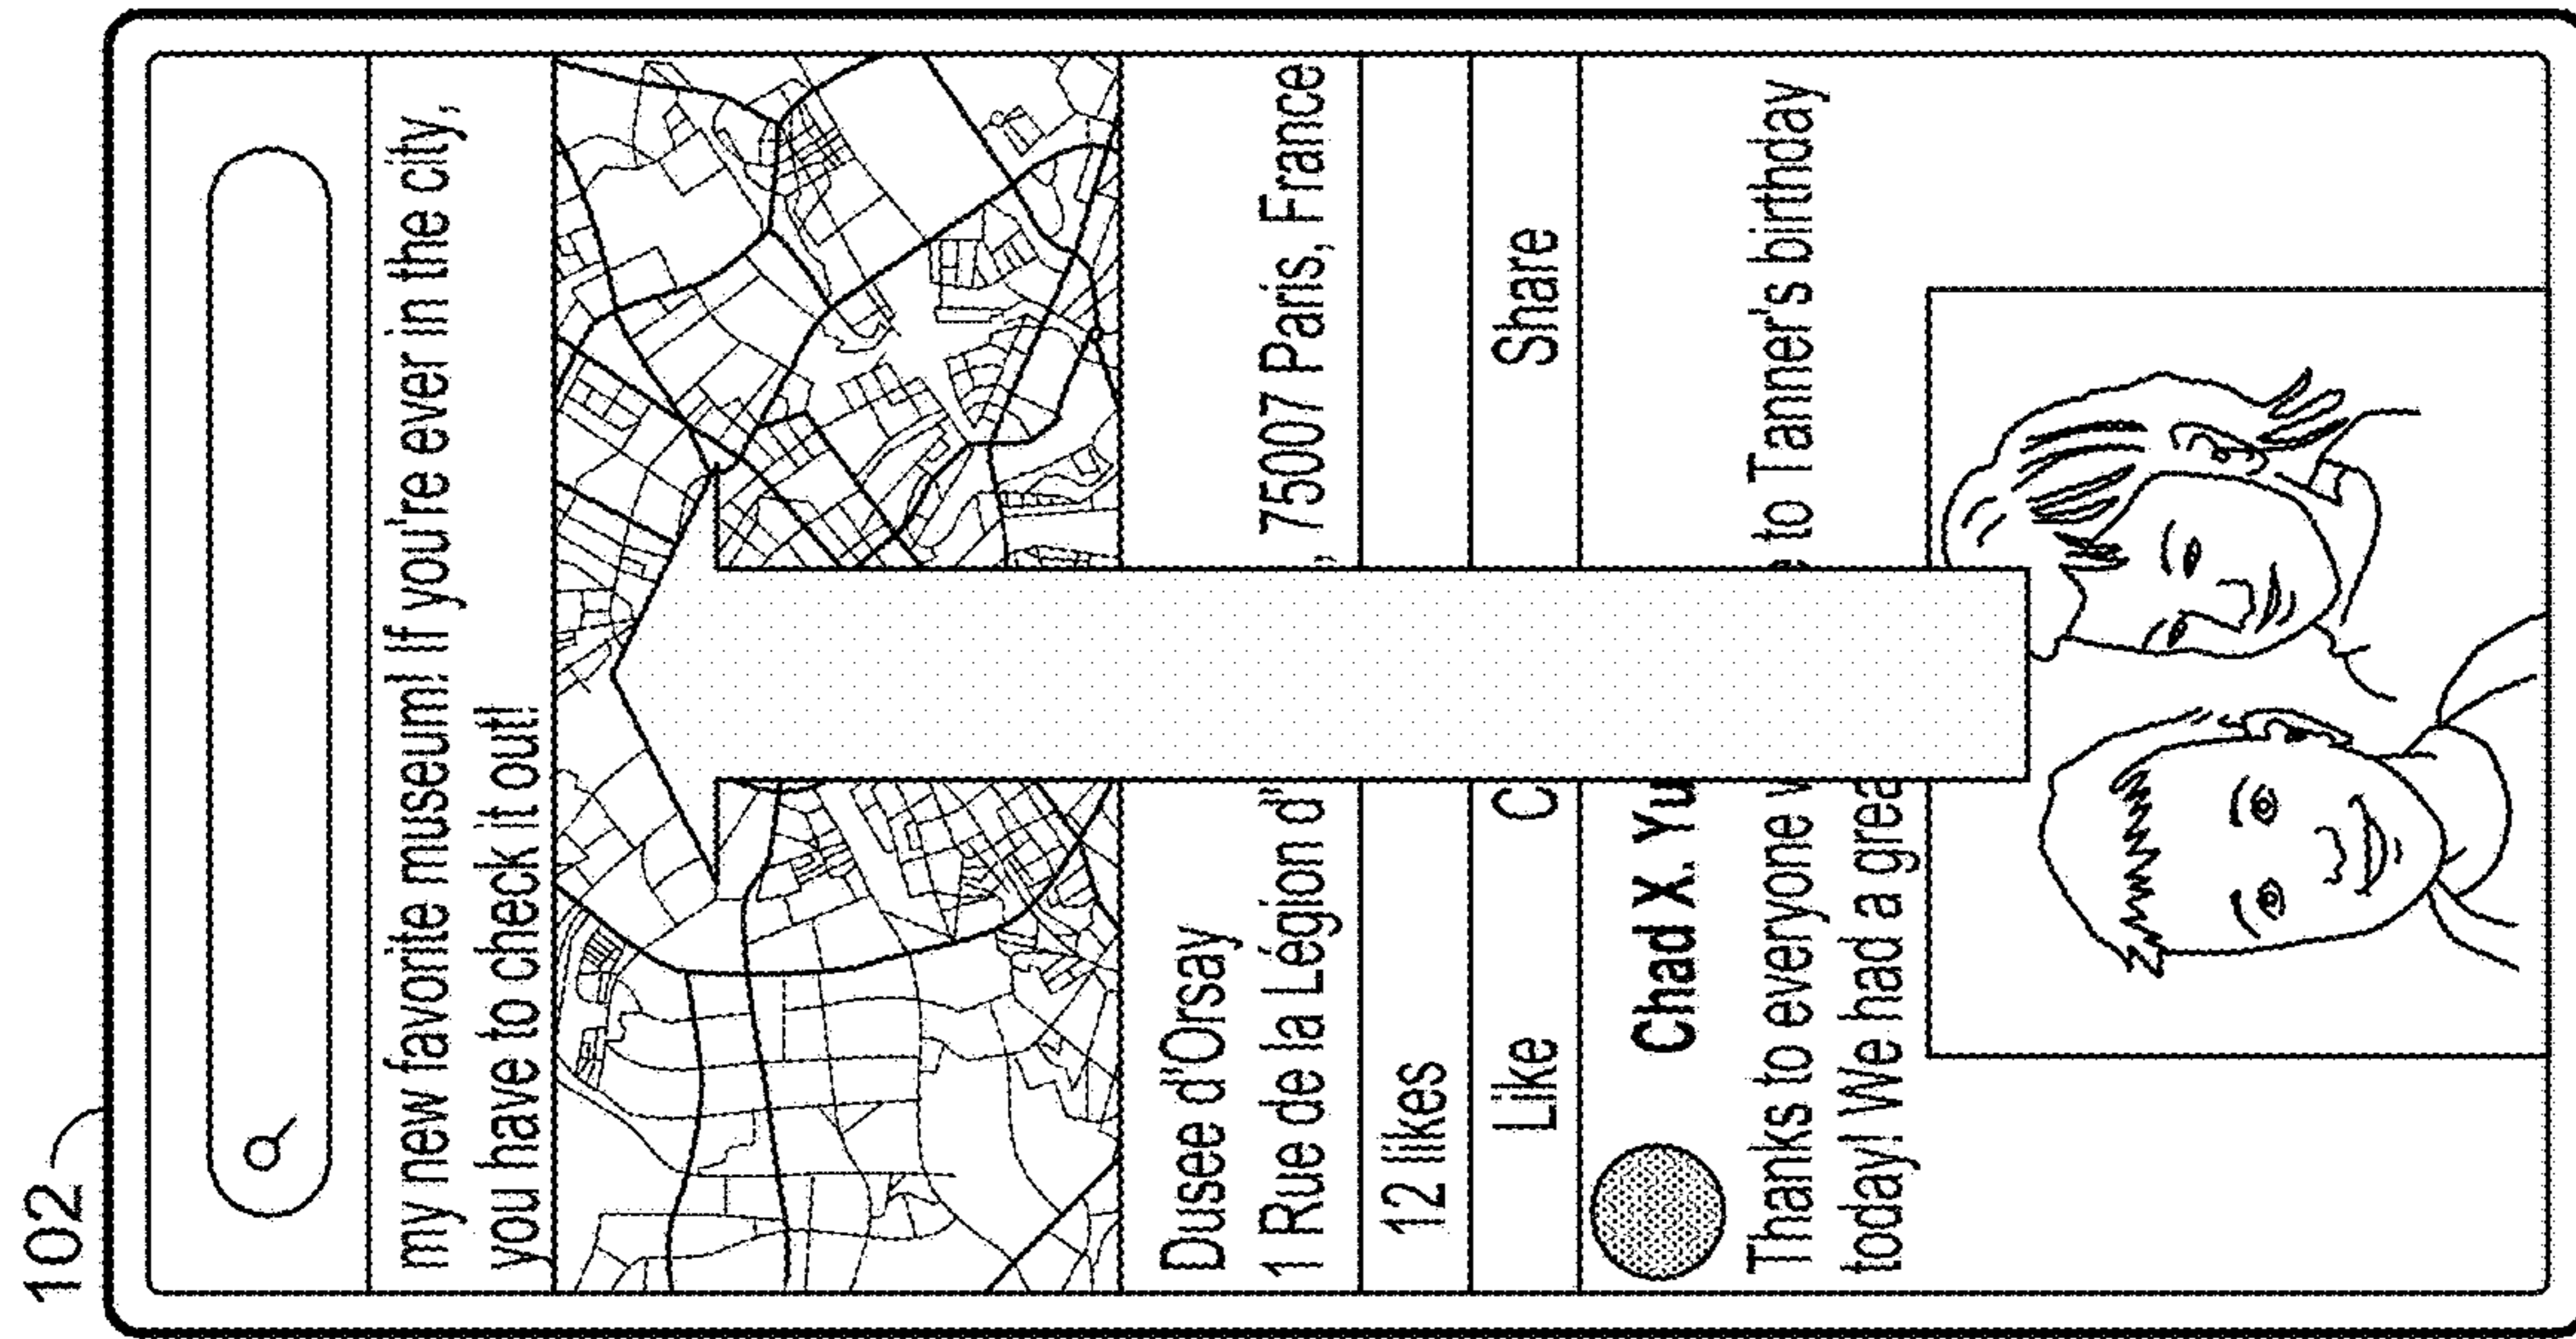 102
my new favorite museum! If you're ever in the city,
you have to check it out!
Dusee d'Orsay
1 Rue de la Légion d' , 75007 Paris, France
12 likes
Like C Share
Chad X. Yu
Thanks to everyone to Tanner's birthday
today! We had a grea